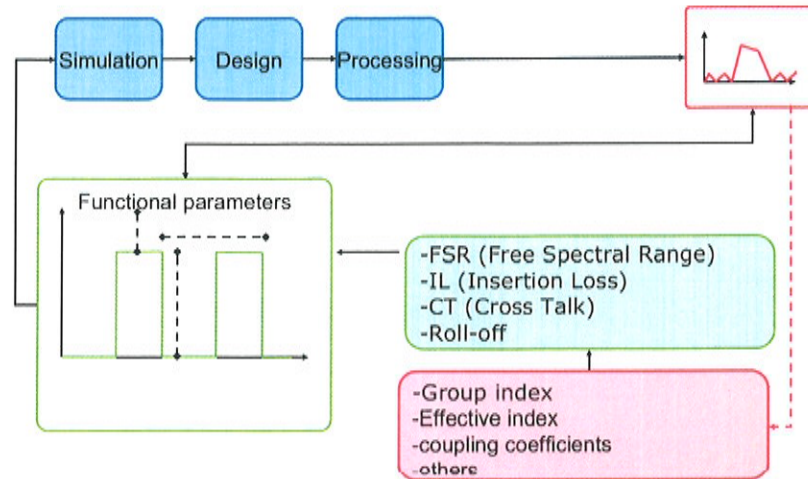 Simulation
Design
Processing
Functional parameters
-FSR (Free Spectral Range)
-IL (Insertion Loss)
-CT (Cross Talk)
-Roll-off
-Group index
-Effective index
-coupling coefficients
-others